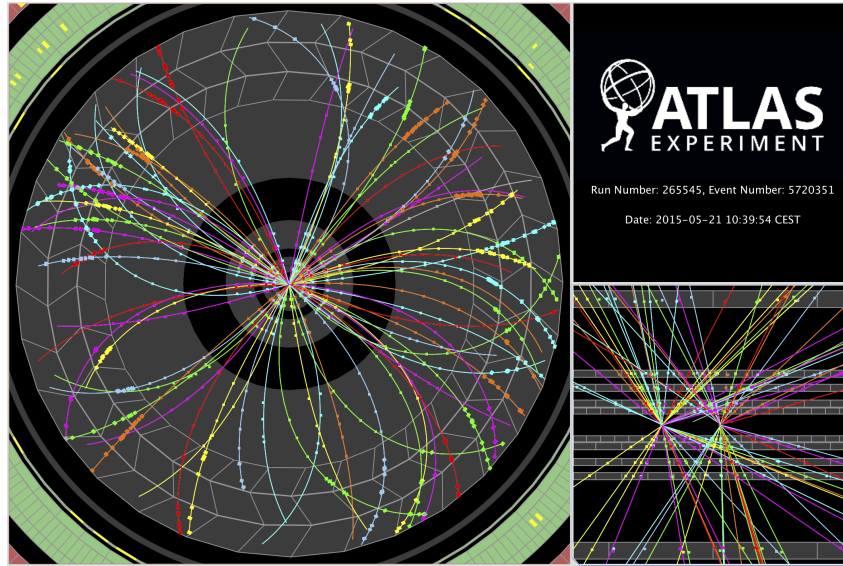 ATLAS
EXPERIMENT
Run Number: 265545, Event Number: 5720351
Date: 2015-05-21 10:39:54 CEST